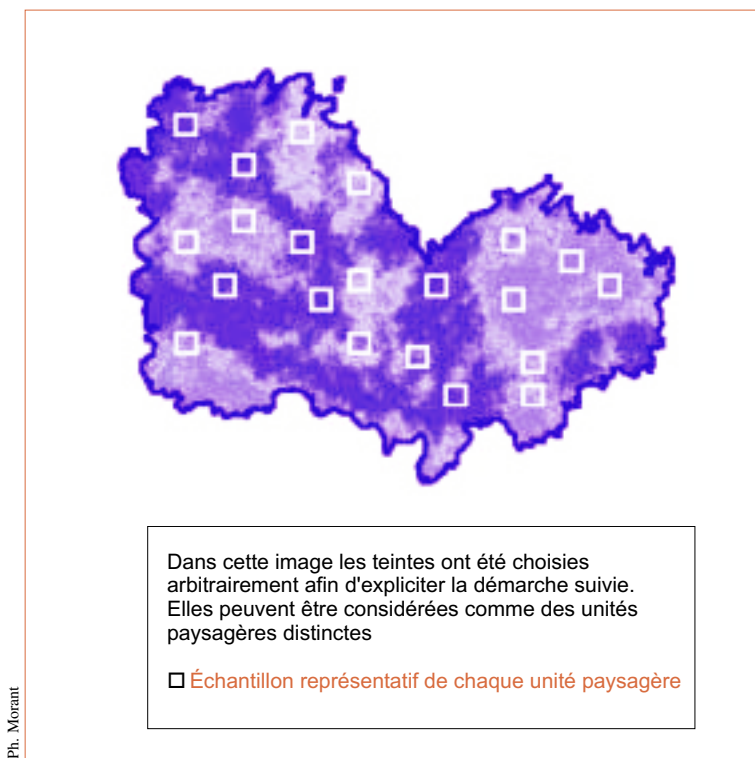 Dans cette image les teintes ont été choisies
arbitrairement afin d'expliciter la démarche suivie.
Elles peuvent être considérées comme des unités
paysagères distinctes
Échantillon représentatif de chaque unité paysagère
Ph. Morant